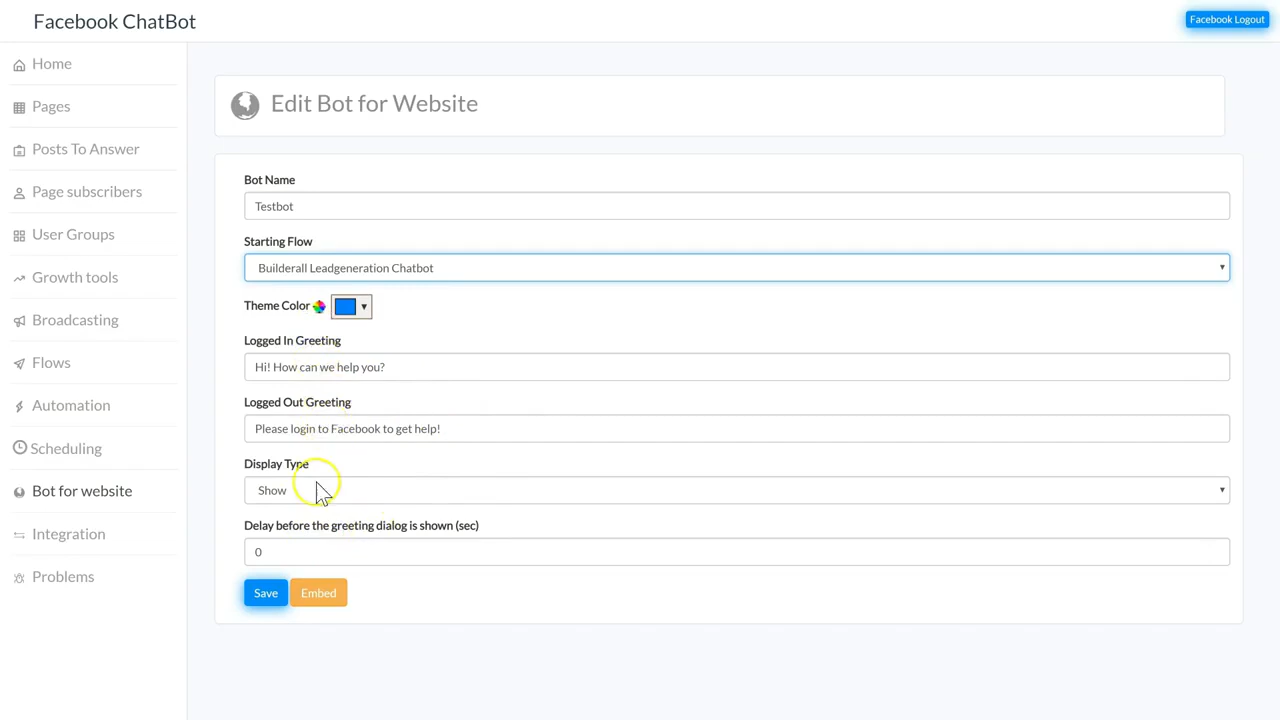 Facebook ChatBot
Facebook Logout
Home
Pages
Posts To Answer
Page subscribers
User Groups
Growth tools
Broadcasting
Flows
Automation
Scheduling
Bot for website
Integration
Problems
Edit Bot for Website
Bot Name
Testbot
Starting Flow
Builderall Leadgeneration Chatbot
Theme Color
Logged In Greeting
Hi! How can we help you?
Logged Out Greeting
Please login to Facebook to get help!
Display Type
Show
Delay before the greeting dialog is shown (sec)
0
Save Embed